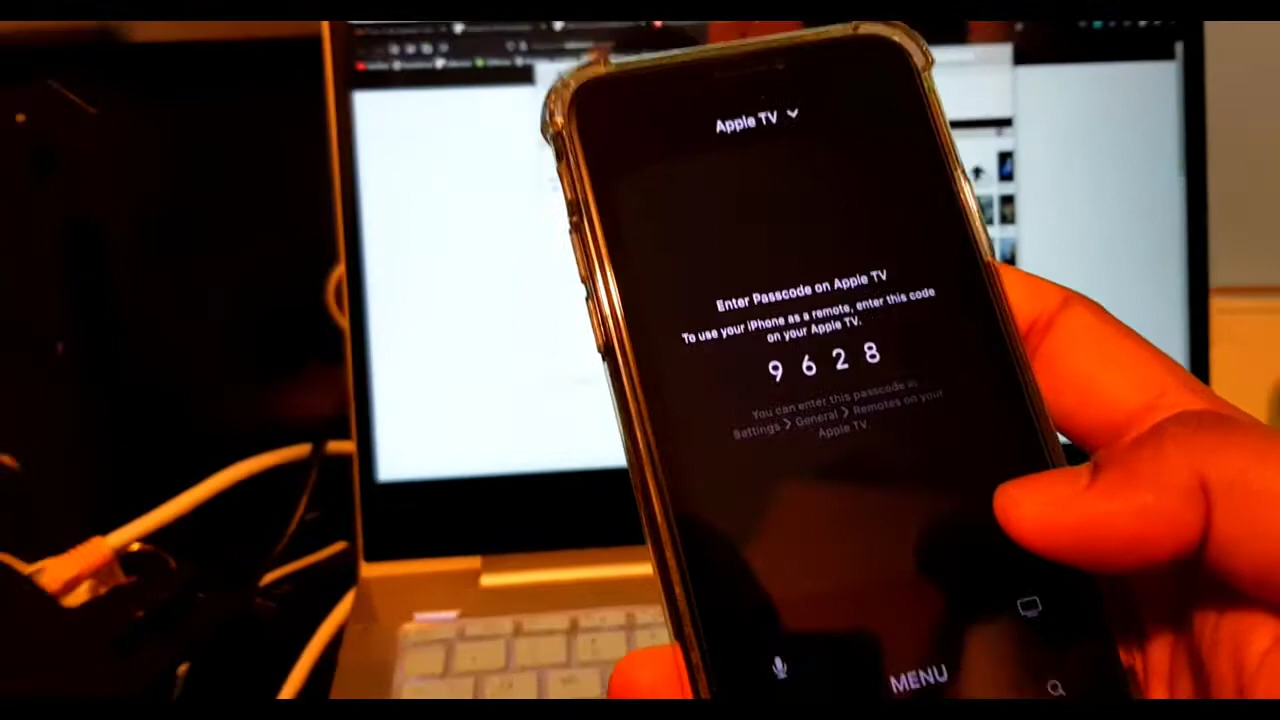 Apple TV
Enter Passcode on Apple TV
To use your iPhone as a remote, enter this code
on your Apple TV.
9 6 2 8
You can enter this passcode in
Settings > General > Remotes on your
Apple TV.
MENU